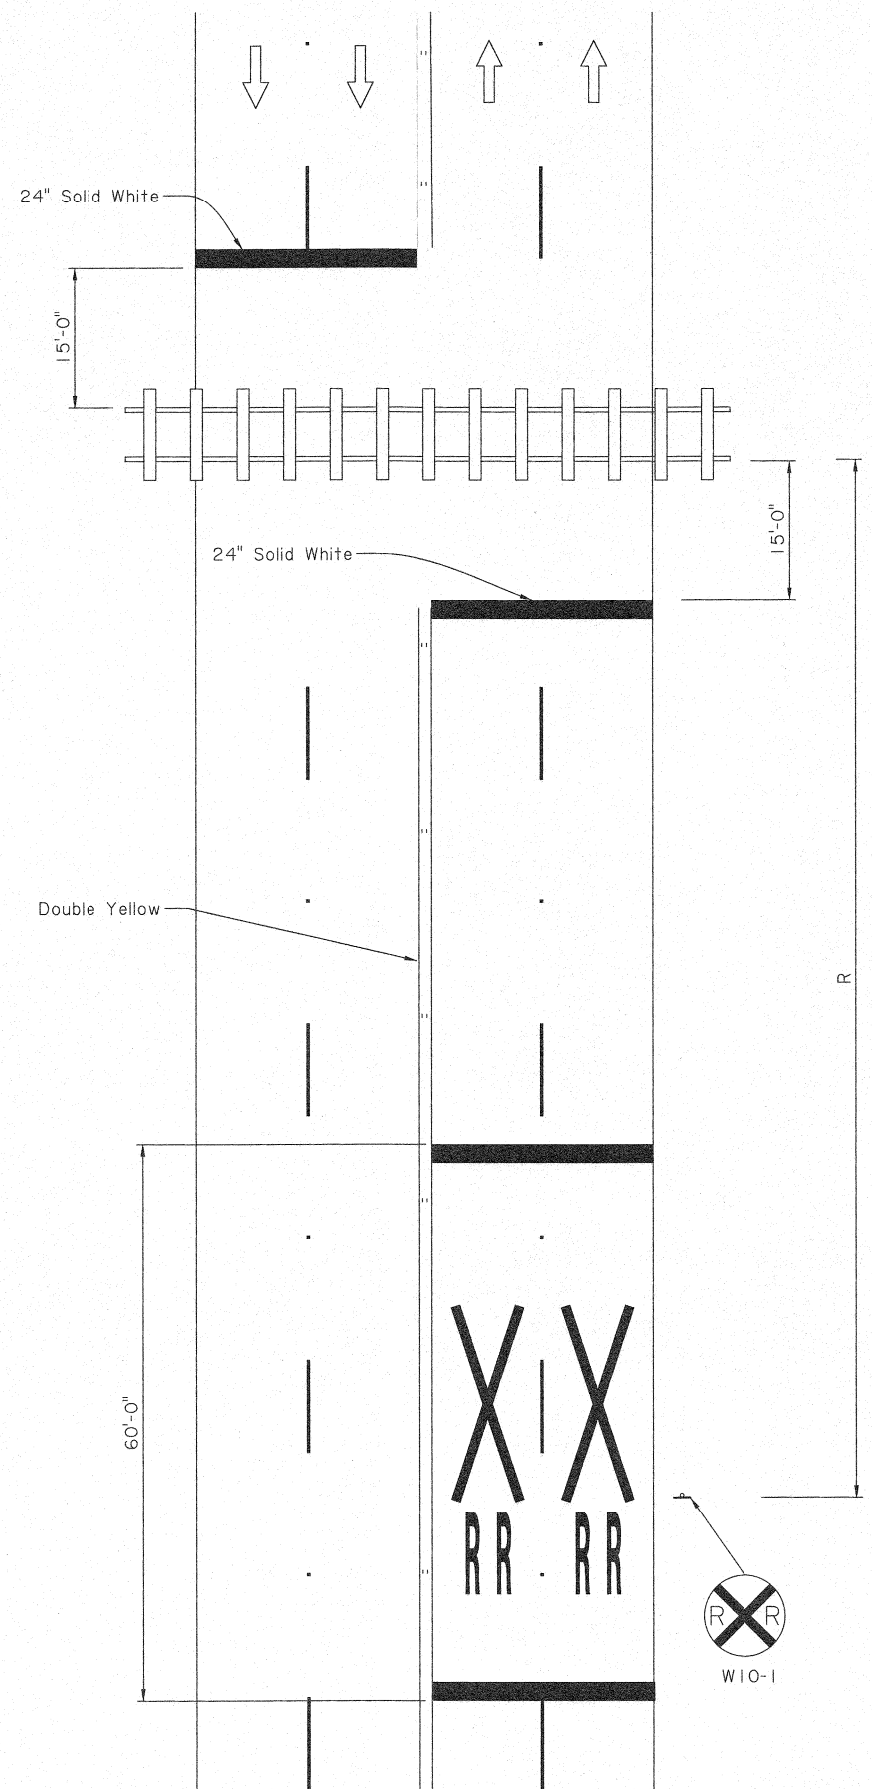 24" Solid White
15'-0"
24" Solid White
15'-0"
Double Yellow
R
60'-0"
RR RR
R R
W10-1